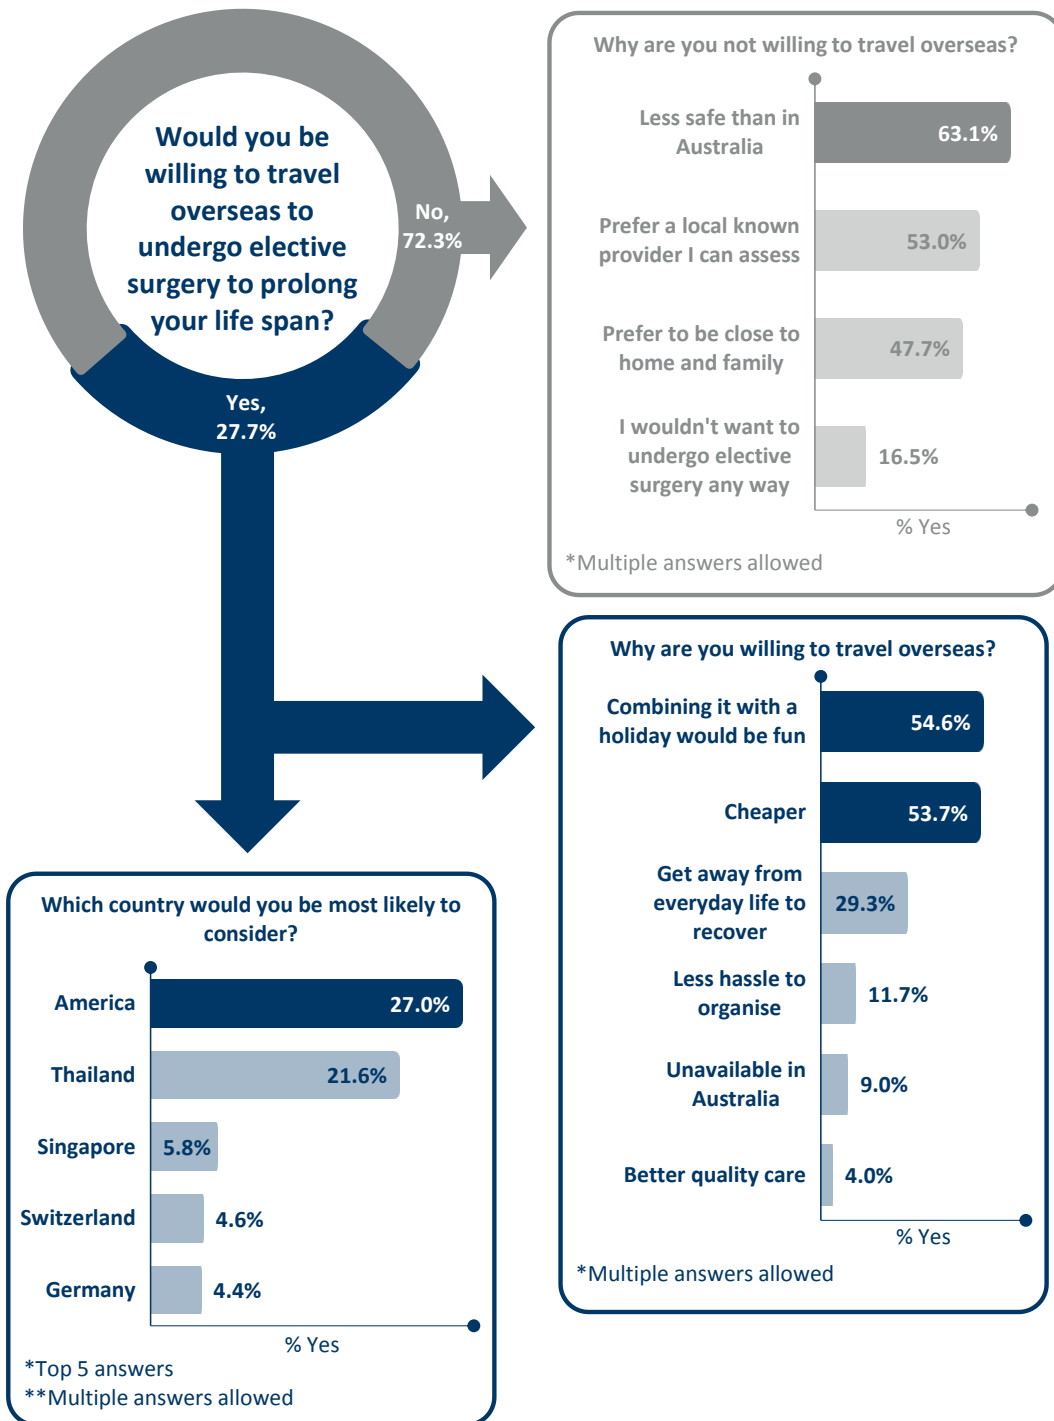 Would you be
willing to travel
overseas to
undergo elective
surgery to prolong
your life span?
No,
72.3%
Yes,
27.7%
Why are you not willing to travel overseas?
Less safe than in
Australia
63.1%
Prefer a local known
provider I can assess
53.0%
Prefer to be close to
home and family
47.7%
I wouldn't want to
undergo elective
surgery any way
16.5%
% Yes
*Multiple answers allowed
Why are you willing to travel overseas?
Combining it with a
holiday would be fun
54.6%
Cheaper
53.7%
Get away from
everyday life to
recover
29.3%
Less hassle to
organise
11.7%
Unavailable in
Australia
9.0%
Better quality care
4.0%
% Yes
*Multiple answers allowed
Which country would you be most likely to
consider?
America
27.0%
Thailand
21.6%
Singapore
5.8%
Switzerland
4.6%
Germany
4.4%
% Yes
*Top 5 answers
**Multiple answers allowed